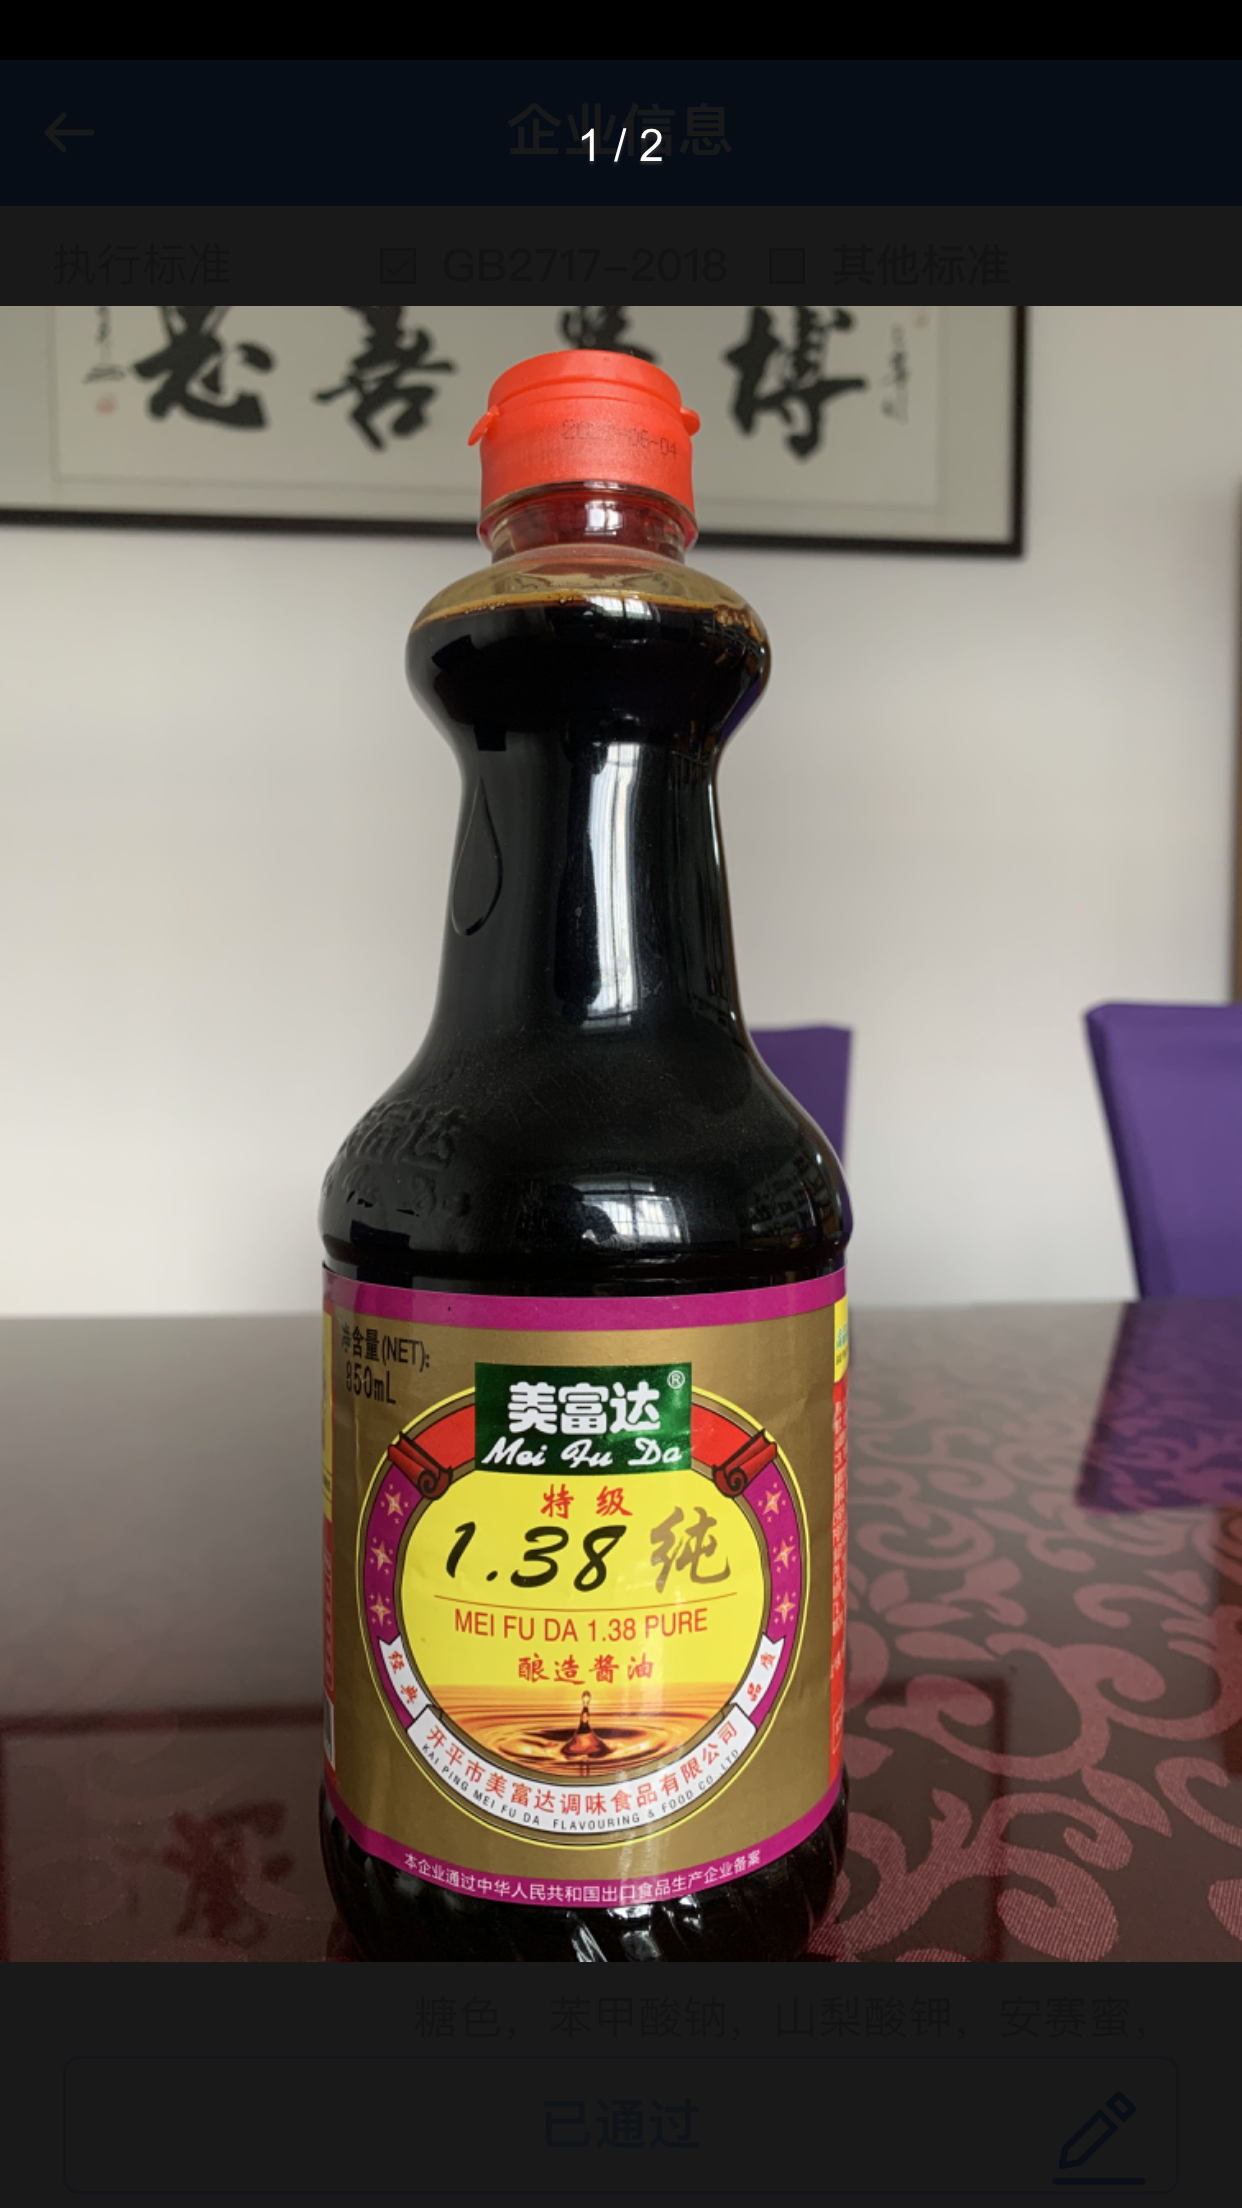 企业信息
1 / 2
执行标准 GB2717-2018 其他标准
善
博
净含量(NET):
850mL
美富达®
Mei Fu Da
特级
1.38 纯
MEI FU DA 1.38 PURE
酿造酱油
经典
品质
开平市美富达调味食品有限公司
KAI PING MEI FU DA FLAVOURING & FOOD CO.,LTD
本企业通过中华人民共和国出口食品生产企业备案
糖色，苯甲酸钠，山梨酸钾，安赛蜜，
已通过